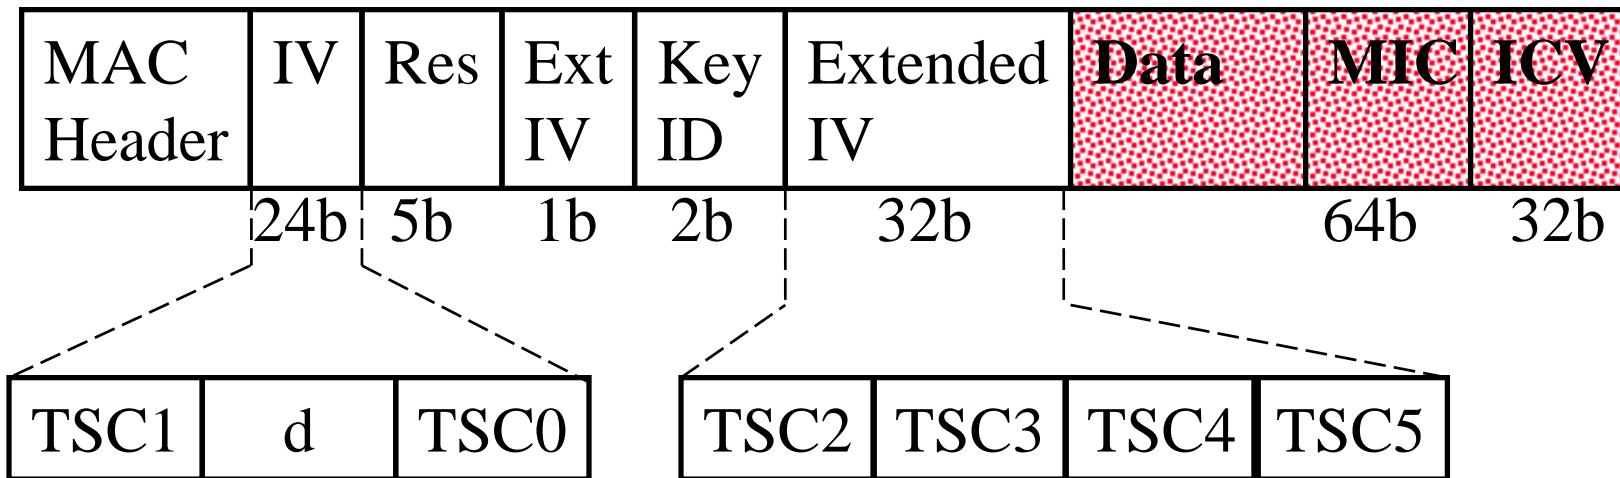 MAC IV Res Ext Key Extended Data MIC ICV
Header IV ID IV
24b 5b 1b 2b 32b 64b 32b
TSC1 d TSC0 TSC2 TSC3 TSC4 TSC5